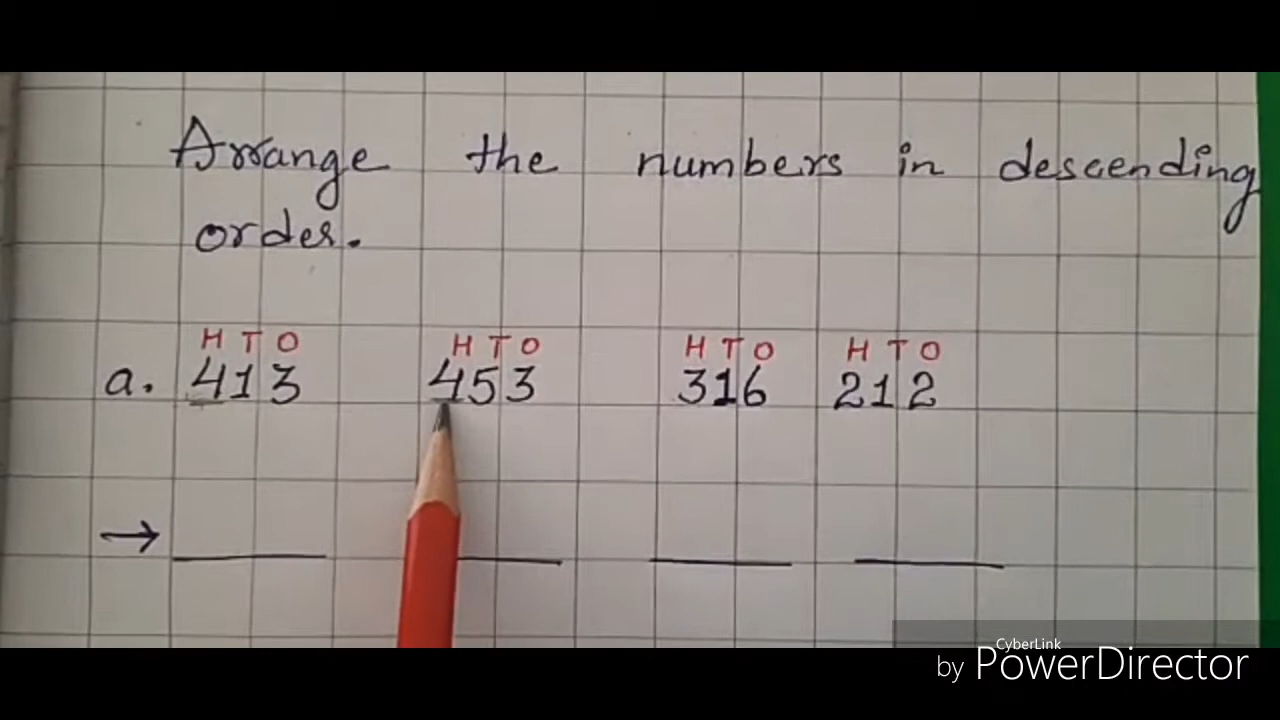 Arrange the numbers in descending
order.
H T O H T O H T O H T O
a. 413 453 316 212
→
CyberLink
by PowerDirector